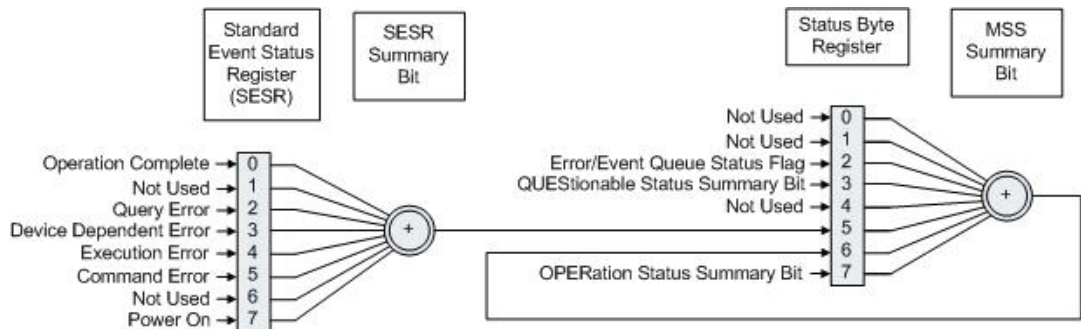 Standard
Event Status
Register
(SESR)
SESR
Summary
Bit
Status Byte
Register
MSS
Summary
Bit
Operation Complete 0
Not Used 1
Query Error 2
Device Dependent Error 3
Execution Error 4
Command Error 5
Not Used 6
Power On 7
+
Not Used 0
Not Used 1
Error/Event Queue Status Flag 2
QUEStionable Status Summary Bit 3
Not Used 4
5
6
OPERation Status Summary Bit 7
+